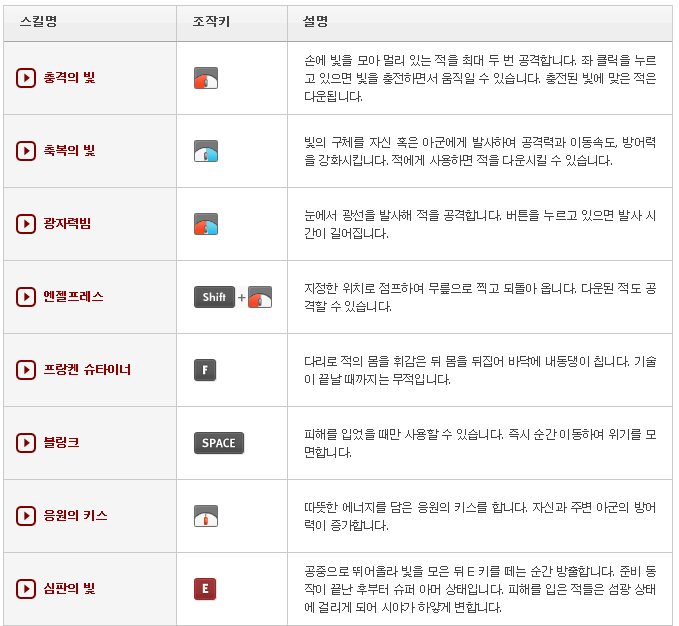 스킬명 조작키 설명
충격의 빛
손에 빛을 모아 멀리 있는 적을 최대 두 번 공격합니다. 좌 클릭을 누르
고 있으면 빛을 충전하면서 움직일 수 있습니다. 충전된 빛에 맞은 적은
다운됩니다.
축복의 빛
빛의 구체를 자신 혹은 아군에게 발사하여 공격력과 이동속도, 방어력
을 강화시킵니다. 적에게 사용하면 적을 다운시킬 수 있습니다.
광자력빔
눈에서 광선을 발사해 적을 공격합니다. 버튼을 누르고 있으면 발사 시
간이 길어집니다.
엔젤프레스 Shift +
지정한 위치로 점프하여 무릎으로 찍고 되돌아 옵니다. 다운된 적도 공
격할 수 있습니다.
프랑켄 슈타이너 F
다리로 적의 몸을 휘감은 뒤 몸을 뒤집어 바닥에 내동댕이 칩니다. 기술
이 끝날 때까지는 무적입니다.
블링크 SPACE
피해를 입었을 때만 사용할 수 있습니다. 즉시 순간 이동하여 위기를 모
면합니다.
응원의 키스
따뜻한 에너지를 담은 응원의 키스를 합니다. 자신과 주변 아군의 방어
력이 증가합니다.
심판의 빛 E
공중으로 뛰어올라 빛을 모은 뒤 E 키를 떼는 순간 방출합니다. 준비 동
작이 끝난 후부터 슈퍼 아머 상태입니다. 피해를 입은 적들은 섬광 상태
에 걸리게 되어 시야가 하얗게 변합니다.